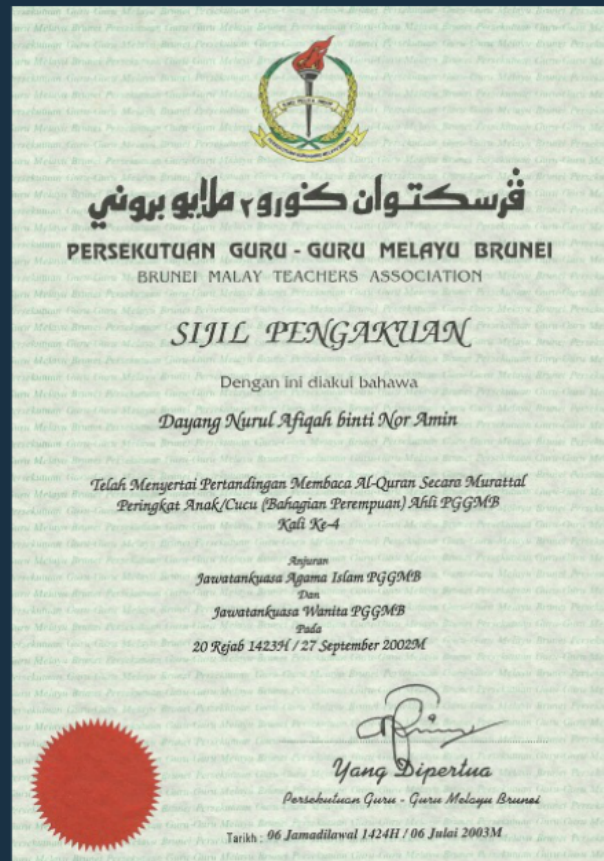 قرسكتوان ݢورو٢ ملايو بروني
PERSEKUTUAN GURU - GURU MELAYU BRUNEI
BRUNEI MALAY TEACHERS ASSOCIATION
SIJIL PENGAKUAN
Dengan ini diakui bahawa
Dayang Nurul Afiqah binti Nor Amin
Telah Menyertai Pertandingan Membaca Al-Quran Secara Murattal
Peringkat Anak/Cucu (Bahagian Perempuan) Ahli PGGMB
Kali Ke-4
Anjuran
Jawatankuasa Agama Islam PGGMB
Dan
Jawatankuasa Wanita PGGMB
Pada
20 Rejab 1423H / 27 September 2002M
Yang Dipertua
Persekutuan Guru - Guru Melayu Brunei
Tarikh : 06 Jamadilawal 1424H / 06 Julai 2003M